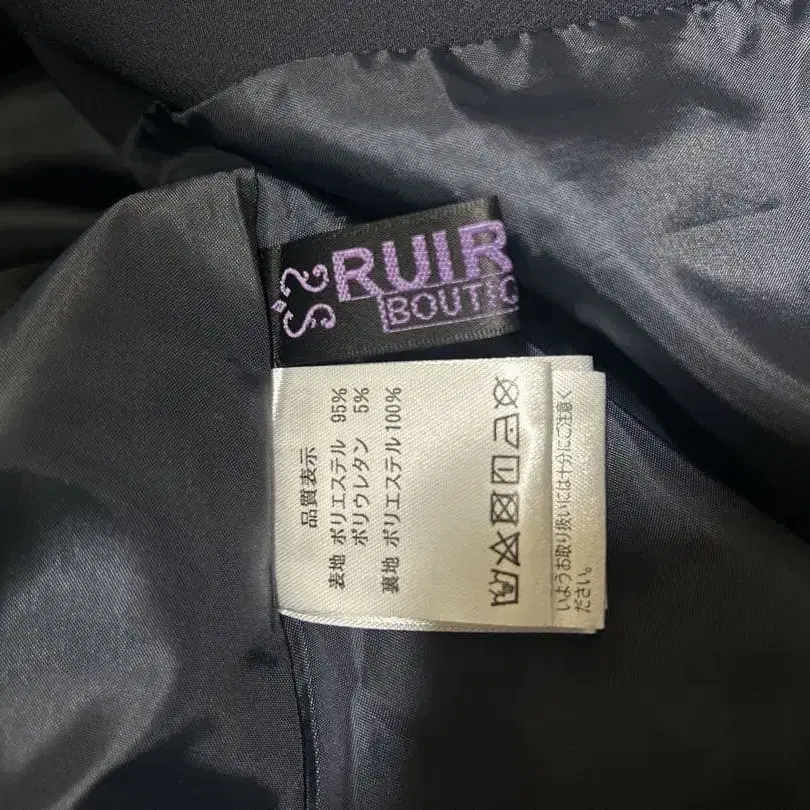 RUIR
BOUTIQ
品質表示
表地 ポリエステル 95%
ポリウレタン 5%
裏地 ポリエステル 100%
いようお取り扱いには十分にご注意く
ださい。